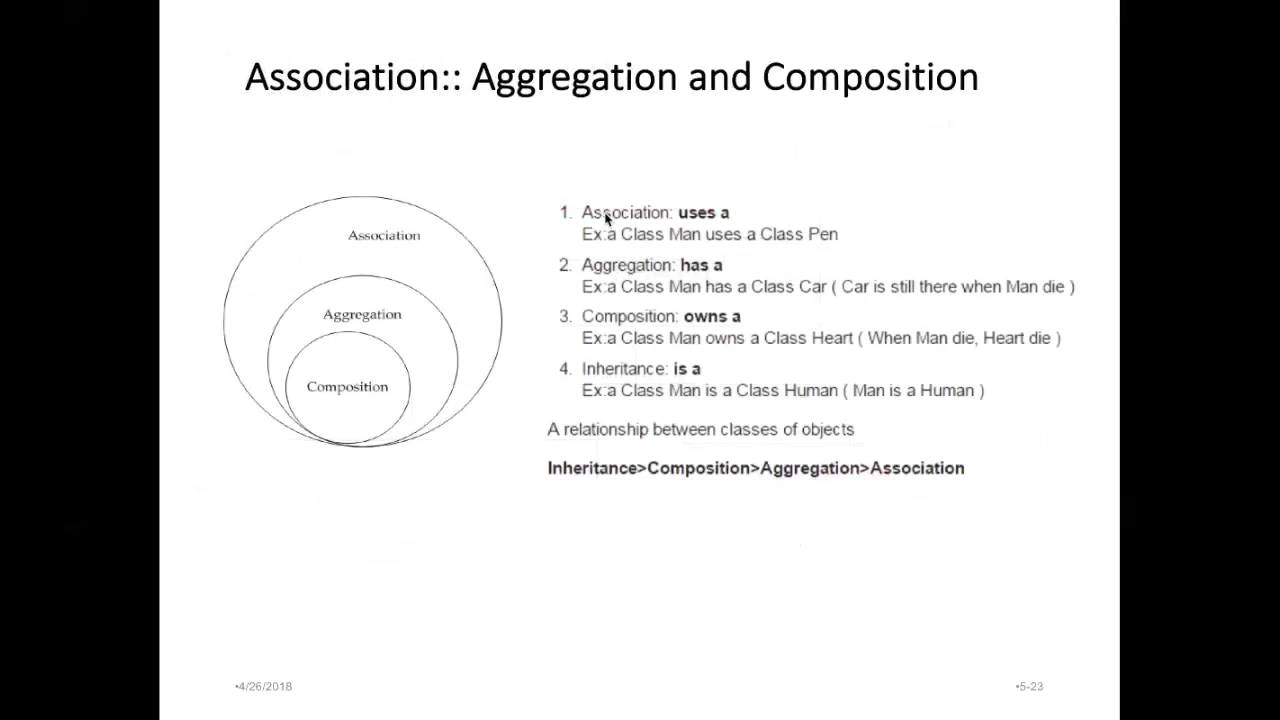 Association:: Aggregation and Composition
Association
Aggregation
Composition
1. Association: uses a
Ex:a Class Man uses a Class Pen
2. Aggregation: has a
Ex:a Class Man has a Class Car ( Car is still there when Man die )
3. Composition: owns a
Ex:a Class Man owns a Class Heart ( When Man die, Heart die )
4. Inheritance: is a
Ex:a Class Man is a Class Human ( Man is a Human )
A relationship between classes of objects
Inheritance>Composition>Aggregation>Association
•4/26/2018
•5-23